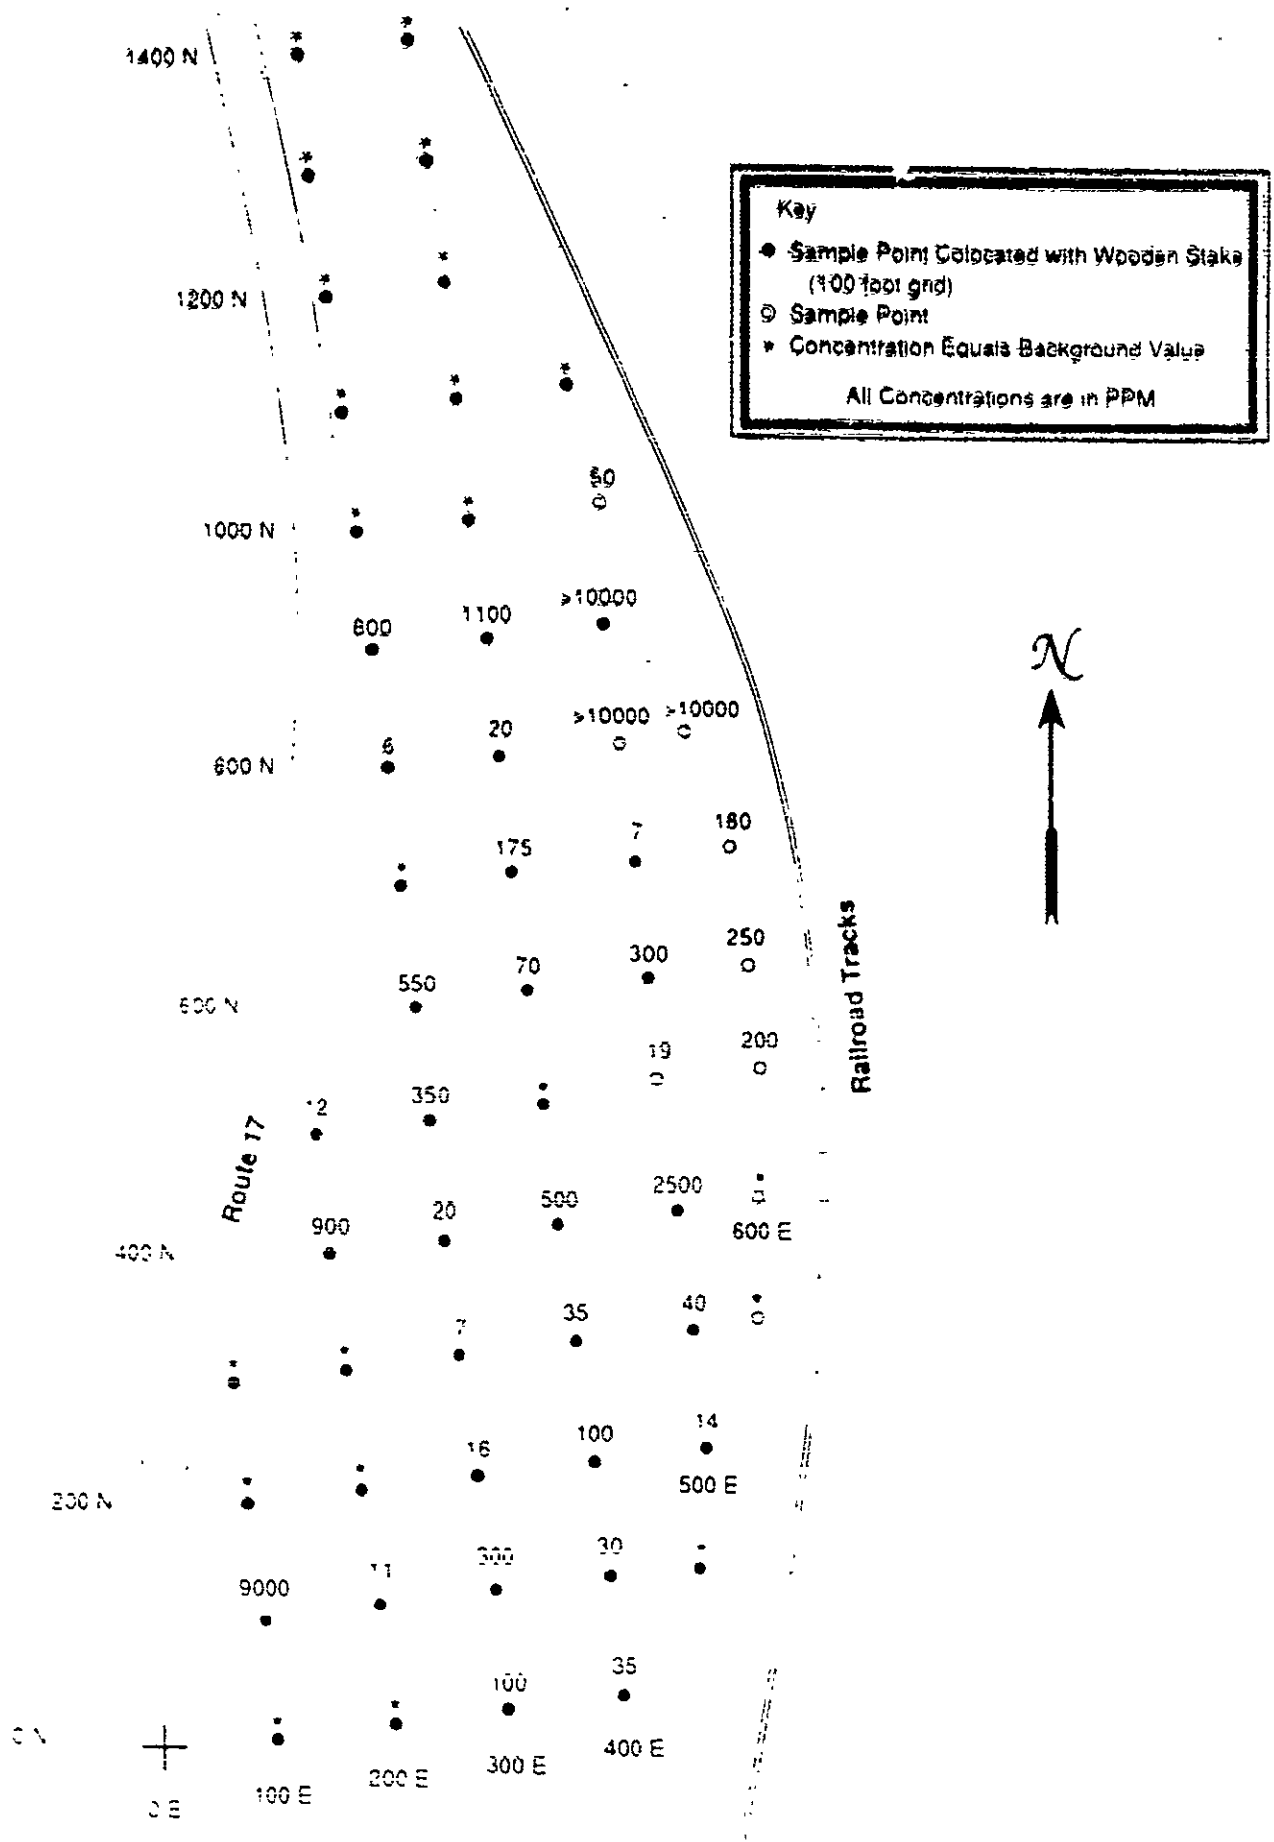 1400 N
*
*
*
*
Key
● Sample Point Colocated with Wooden Stake
(100 foot grid)
○ Sample Point
* Concentration Equals Background Value
All Concentrations are in PPM
1200 N
*
*
*
*
*
50
1000 N
*
*
800 1100 >10000
N
800 N
6 20 >10000 >10000
* 175 7 180
600 N
550 70 300 250
Railroad Tracks
12 350 * 19 200
Route 17
400 N
900 20 500 2500 *
600 E
* * 7 35 40 *
200 N
* * 16 100 14
500 E
9000 11 300 30 *
0 N
* * 100 35
0 E 100 E 200 E 300 E 400 E